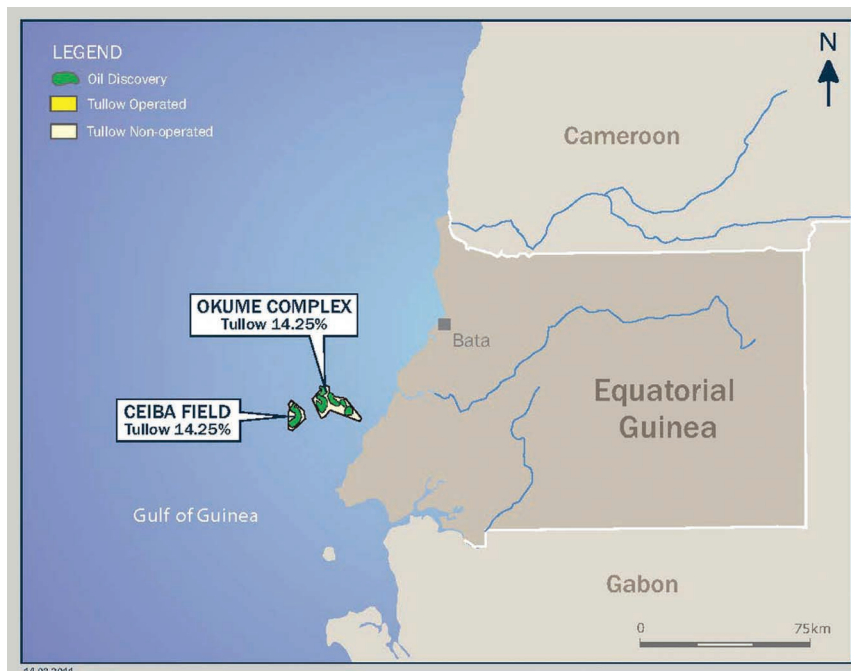 LEGEND
Oil Discovery
Tullow Operated
Tullow Non-operated
N
Cameroon
OKUME COMPLEX
Tullow 14.25%
Bata
CEIBA FIELD
Tullow 14.25%
Equatorial
Guinea
Gulf of Guinea
Gabon
0 75km